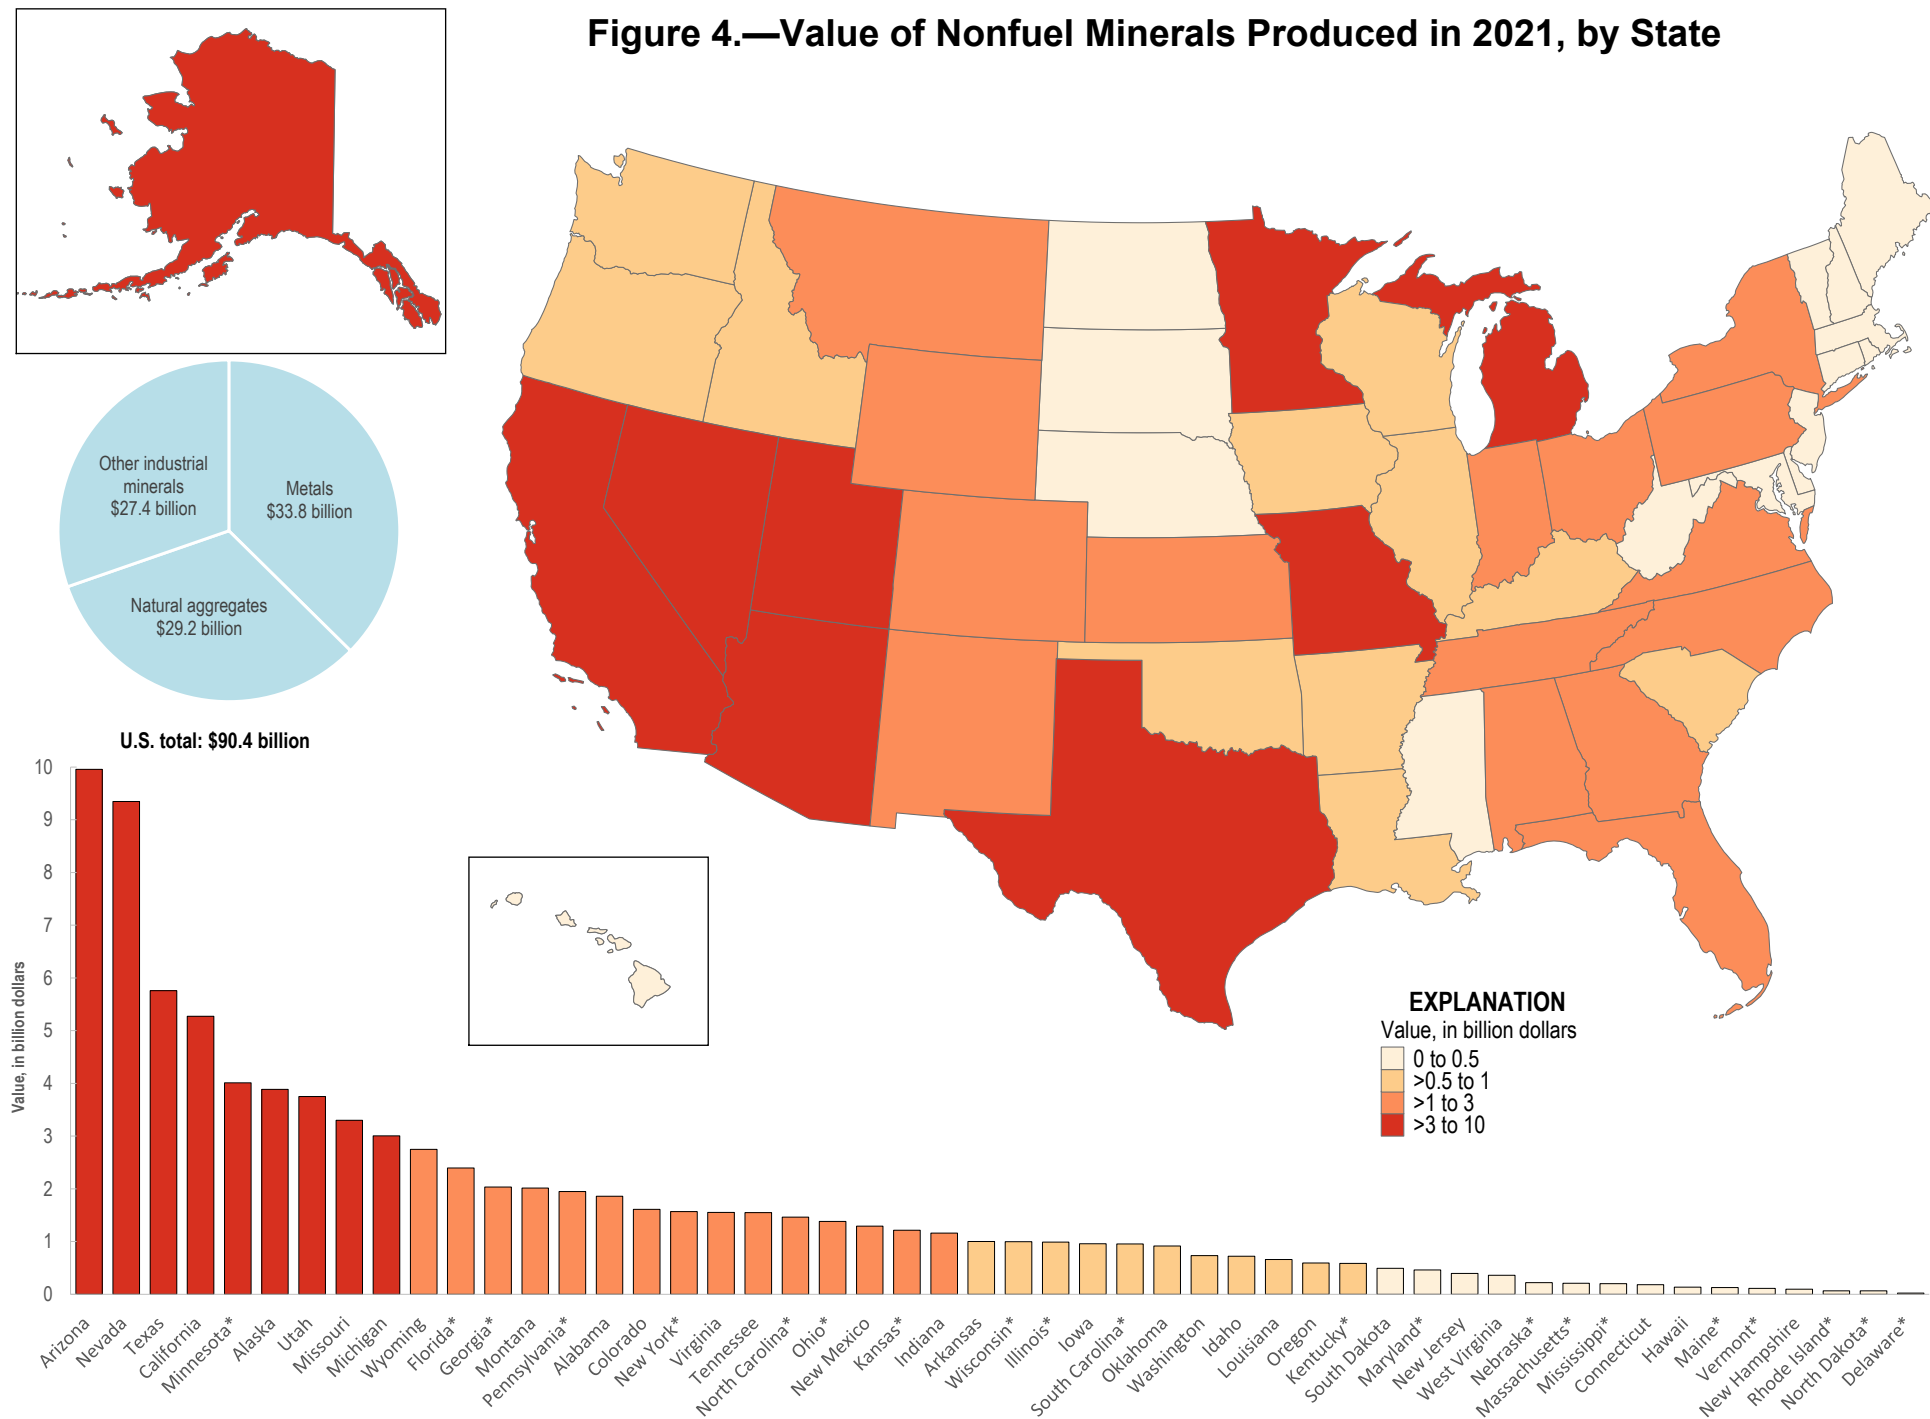 Figure 4.—Value of Nonfuel Minerals Produced in 2021, by State
Other industrial
minerals
$27.4 billion
Metals
$33.8 billion
Natural aggregates
$29.2 billion
U.S. total: $90.4 billion
Value, in billion dollars
10
9
8
7
6
5
4
3
2
1
0
Arizona
Nevada
Texas
California
Minnesota*
Alaska
Utah
Missouri
Michigan
Wyoming
Florida*
Georgia*
Montana
Pennsylvania*
Alabama
Colorado
New York*
Virginia
Tennessee
North Carolina*
Ohio*
New Mexico
Kansas*
Indiana
Arkansas
Wisconsin*
Illinois*
Iowa
South Carolina*
Oklahoma
Washington
Idaho
Louisiana
Oregon
Kentucky*
South Dakota
Maryland*
New Jersey
West Virginia
Nebraska*
Massachusetts*
Mississippi*
Connecticut
Hawaii
Maine*
Vermont*
New Hampshire
Rhode Island*
North Dakota*
Delaware*
EXPLANATION
Value, in billion dollars
0 to 0.5
>0.5 to 1
>1 to 3
>3 to 10